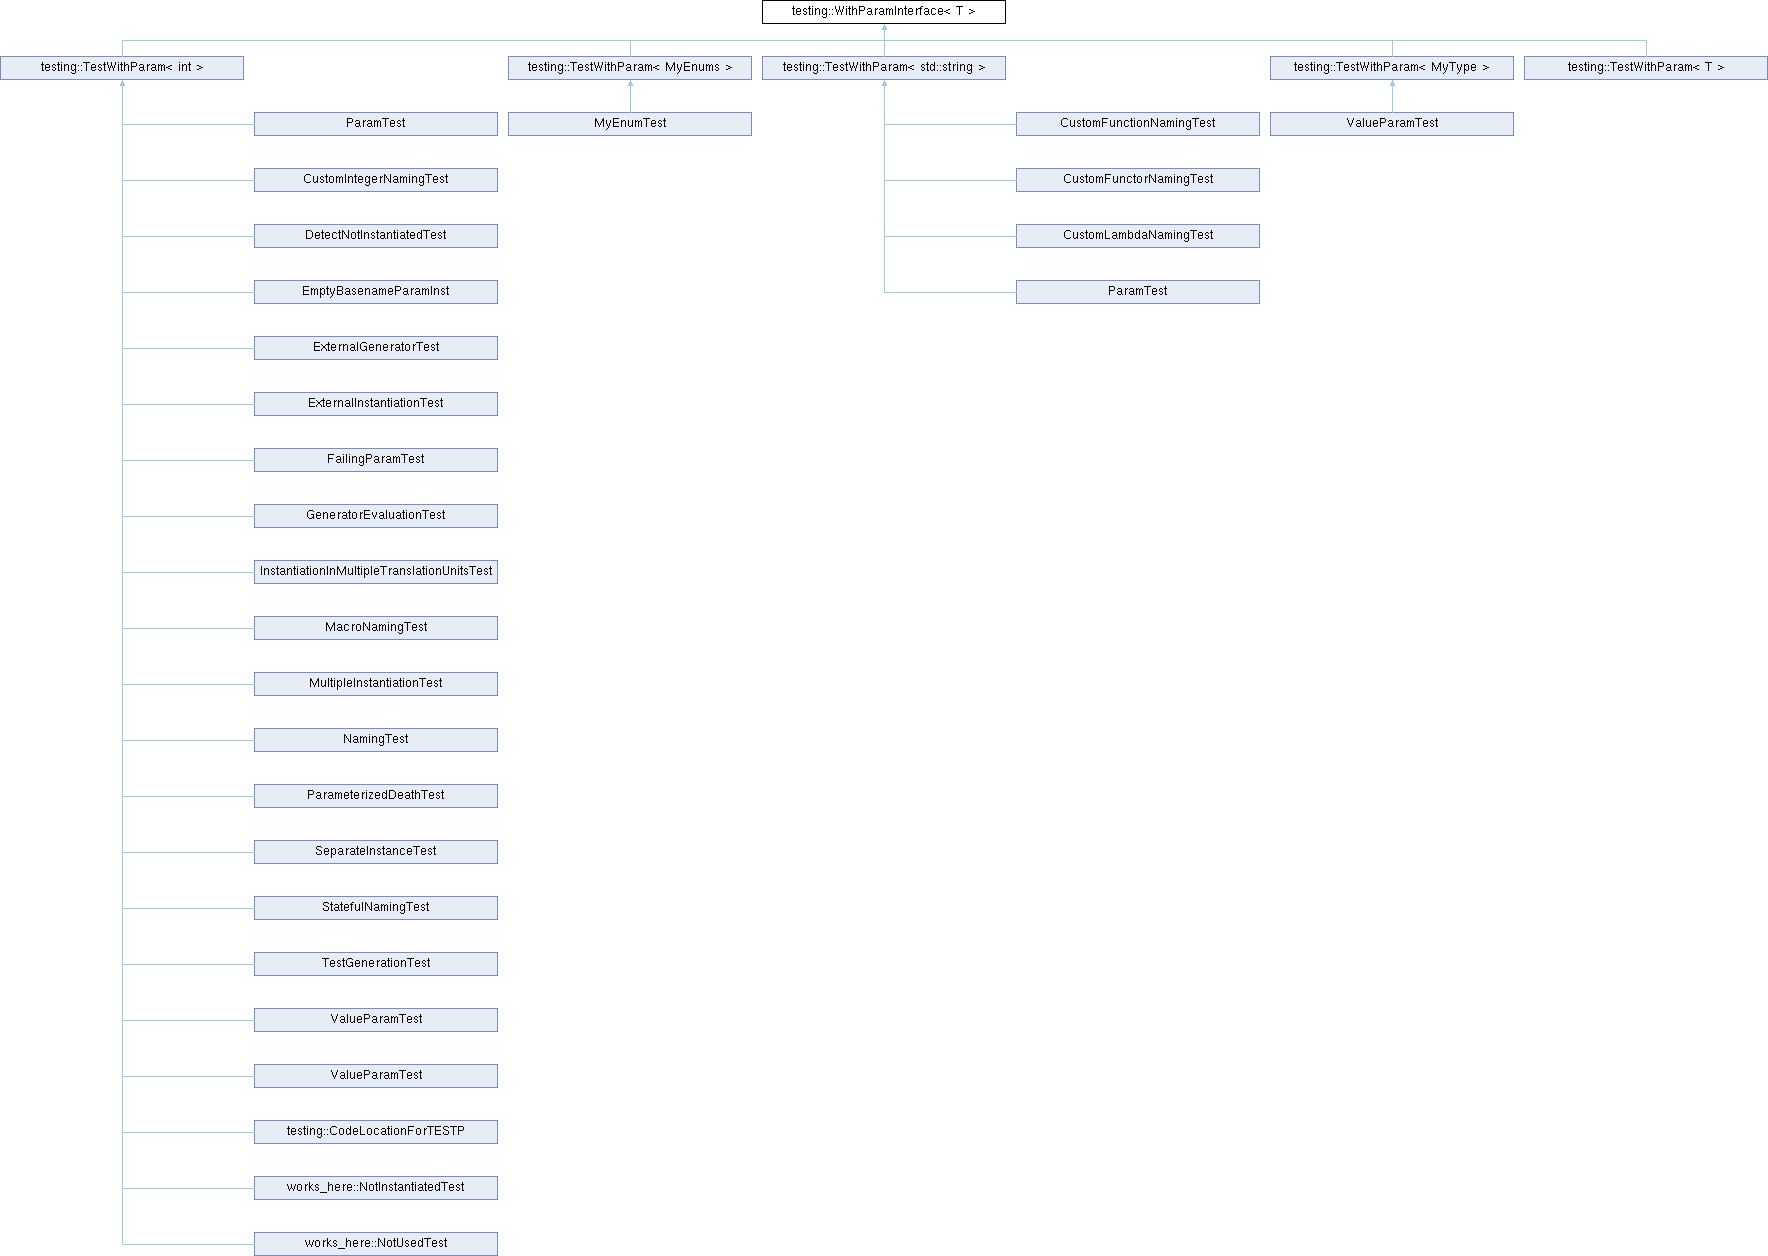 testing::WithParamInterface< T >
testing::TestWithParam< int >
testing::TestWithParam< MyEnums >
testing::TestWithParam< std::string >
testing::TestWithParam< MyType >
testing::TestWithParam< T >
ParamTest
MyEnumTest
CustomFunctionNamingTest
ValueParamTest
CustomIntegerNamingTest
CustomFunctorNamingTest
DetectNotInstantiatedTest
CustomLambdaNamingTest
EmptyBasenameParamInst
ParamTest
ExternalGeneratorTest
ExternalInstantiationTest
FailingParamTest
GeneratorEvaluationTest
InstantiationInMultipleTranslationUnitsTest
MacroNamingTest
MultipleInstantiationTest
NamingTest
ParameterizedDeathTest
SeparateInstanceTest
StatefulNamingTest
TestGenerationTest
ValueParamTest
ValueParamTest
testing::CodeLocationForTESTP
works_here::NotInstantiatedTest
works_here::NotUsedTest